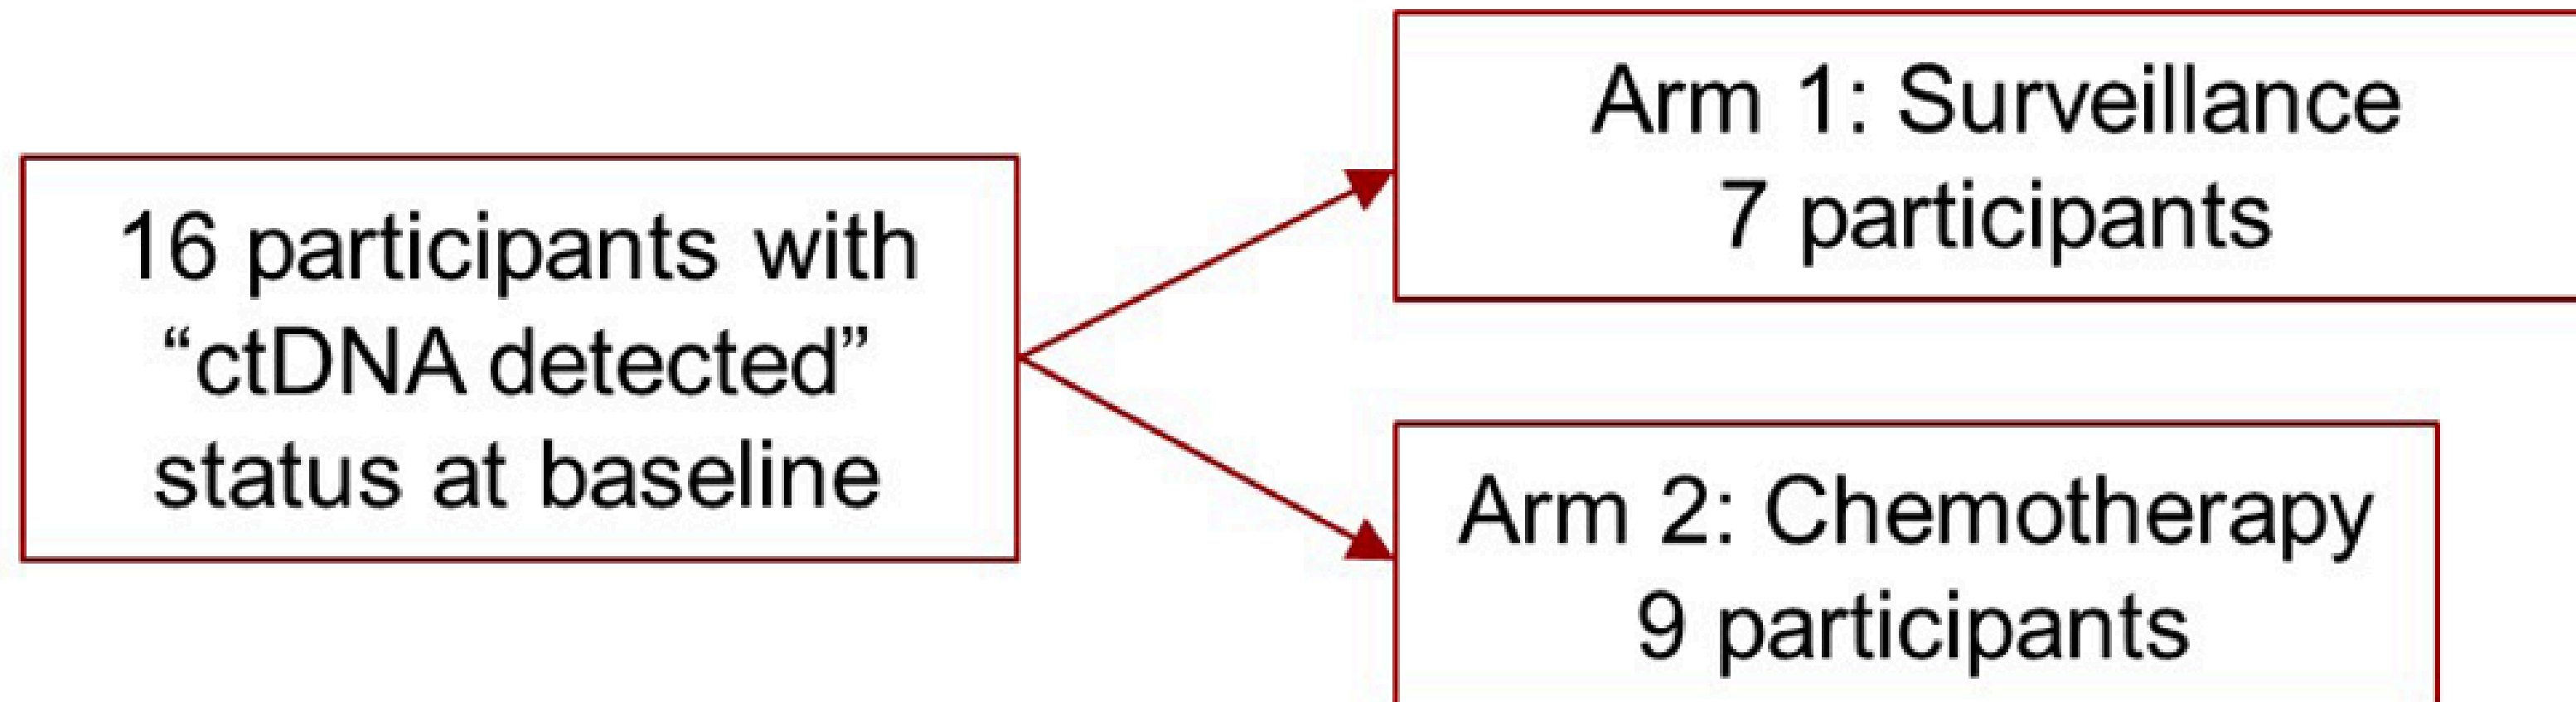 16 participants with
“ctDNA detected”
status at baseline
Arm 1: Surveillance
7 participants
Arm 2: Chemotherapy
9 participants